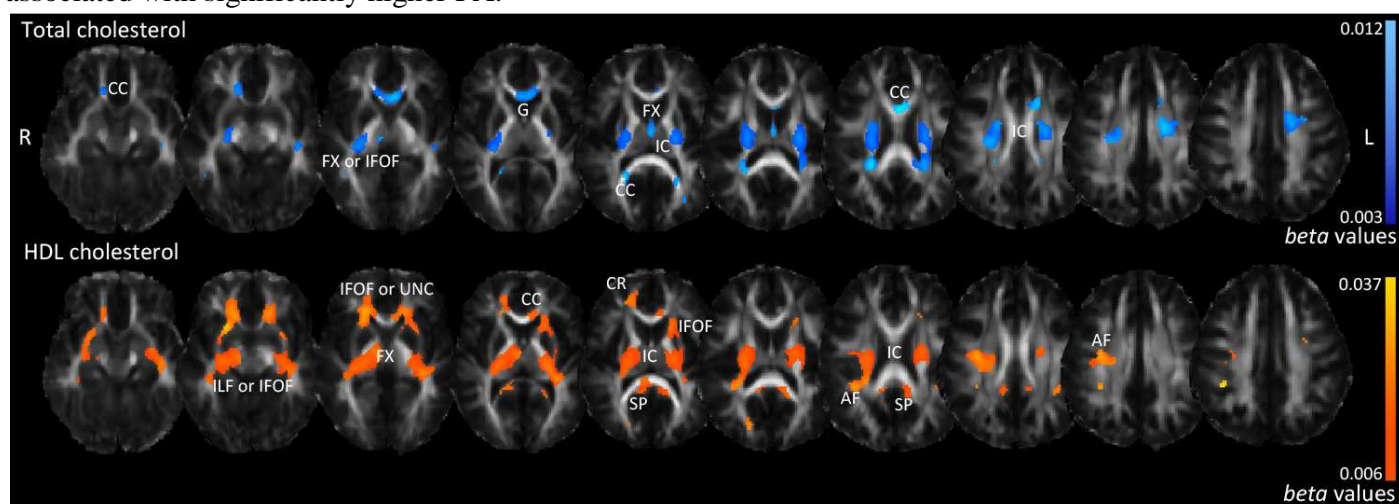 associated with significantly higher FA.
Total cholesterol
0.012
CC
CC
G
FX
R
IC
IC
L
FX or IFOF
CC
0.003
beta values
HDL cholesterol
IFOF or UNC
CC
CR
0.037
IFOF
AF
FX
IC
IC
ILF or IFOF
SP
AF
SP
0.006
beta values